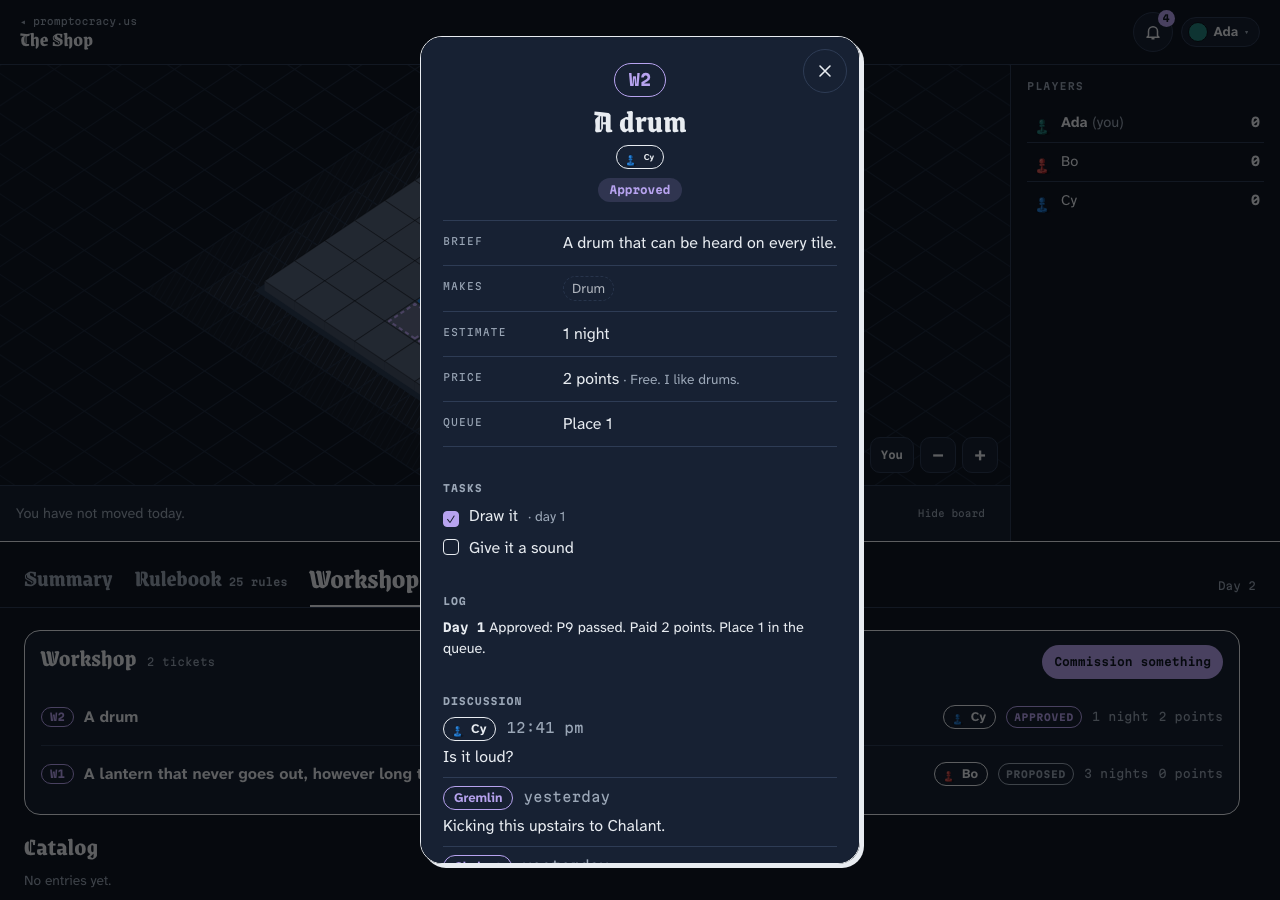 promptocracy.us
The Shop
4
Ada
PLAYERS
Ada (you) 0
Bo 0
Cy 0
You
You have not moved today.
Hide board
Summary
Rulebook 25 rules
Workshop
Day 2
Workshop 2 tickets
Commission something
W2 A drum
Cy APPROVED 1 night 2 points
W1 A lantern that never goes out, however long
Bo PROPOSED 3 nights 0 points
Catalog
No entries yet.
W2
A drum
Cy
Approved
BRIEF A drum that can be heard on every tile.
MAKES Drum
ESTIMATE 1 night
PRICE 2 points · Free. I like drums.
QUEUE Place 1
TASKS
Draw it · day 1
Give it a sound
LOG
Day 1 Approved: P9 passed. Paid 2 points. Place 1 in the
queue.
DISCUSSION
Cy 12:41 pm
Is it loud?
Gremlin yesterday
Kicking this upstairs to Chalant.